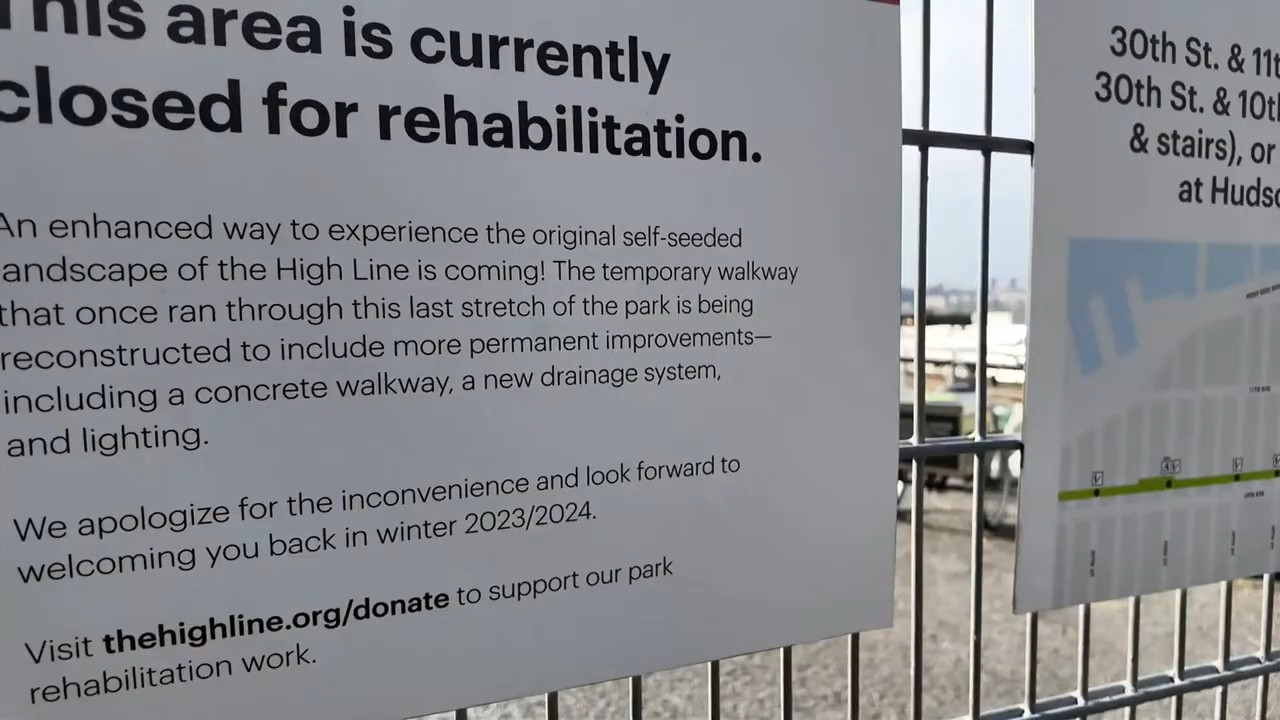 This area is currently
closed for rehabilitation.
An enhanced way to experience the original self-seeded
landscape of the High Line is coming! The temporary walkway
that once ran through this last stretch of the park is being
reconstructed to include more permanent improvements—
including a concrete walkway, a new drainage system,
and lighting.
We apologize for the inconvenience and look forward to
welcoming you back in winter 2023/2024.
Visit thehighline.org/donate to support our park
rehabilitation work.
30th St. & 11t
30th St. & 10th
& stairs), or
at Hudso